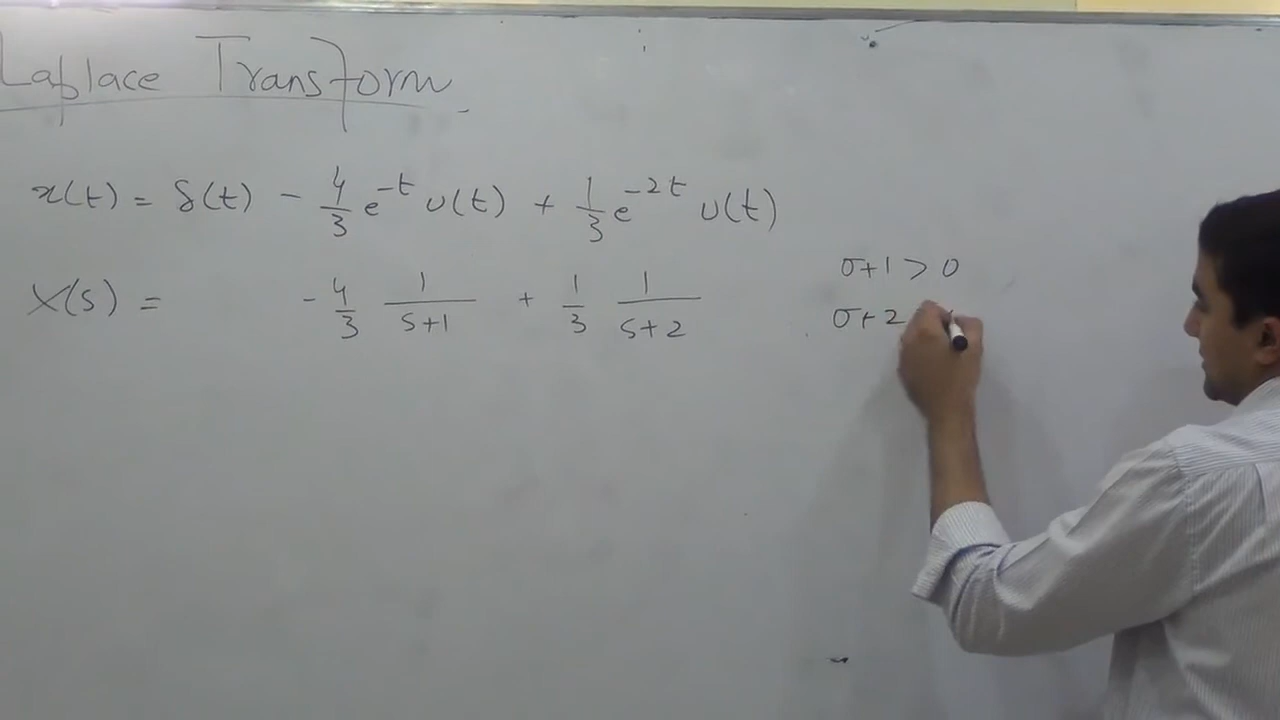 Laplace Transform
x(t) = δ(t) - 4/3 e^-t u(t) + 1/3 e^-2t u(t)
X(s) = - 4/3 1/(s+1) + 1/3 1/(s+2)
σ+1 > 0
σ+2